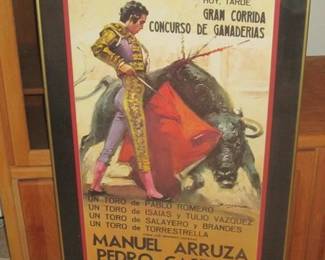 HOY, TARDE
GRAN CORRIDA
CONCURSO DE GANADERIAS
UN TORO de PABLO ROMERO
UN TORO de ISAIAS y TULIO VAZQUEZ
UN TORO de SALAYERO y BRANDES
UN TORO de TORRESTRELLA
MANUEL ARRUZA
PEDRO